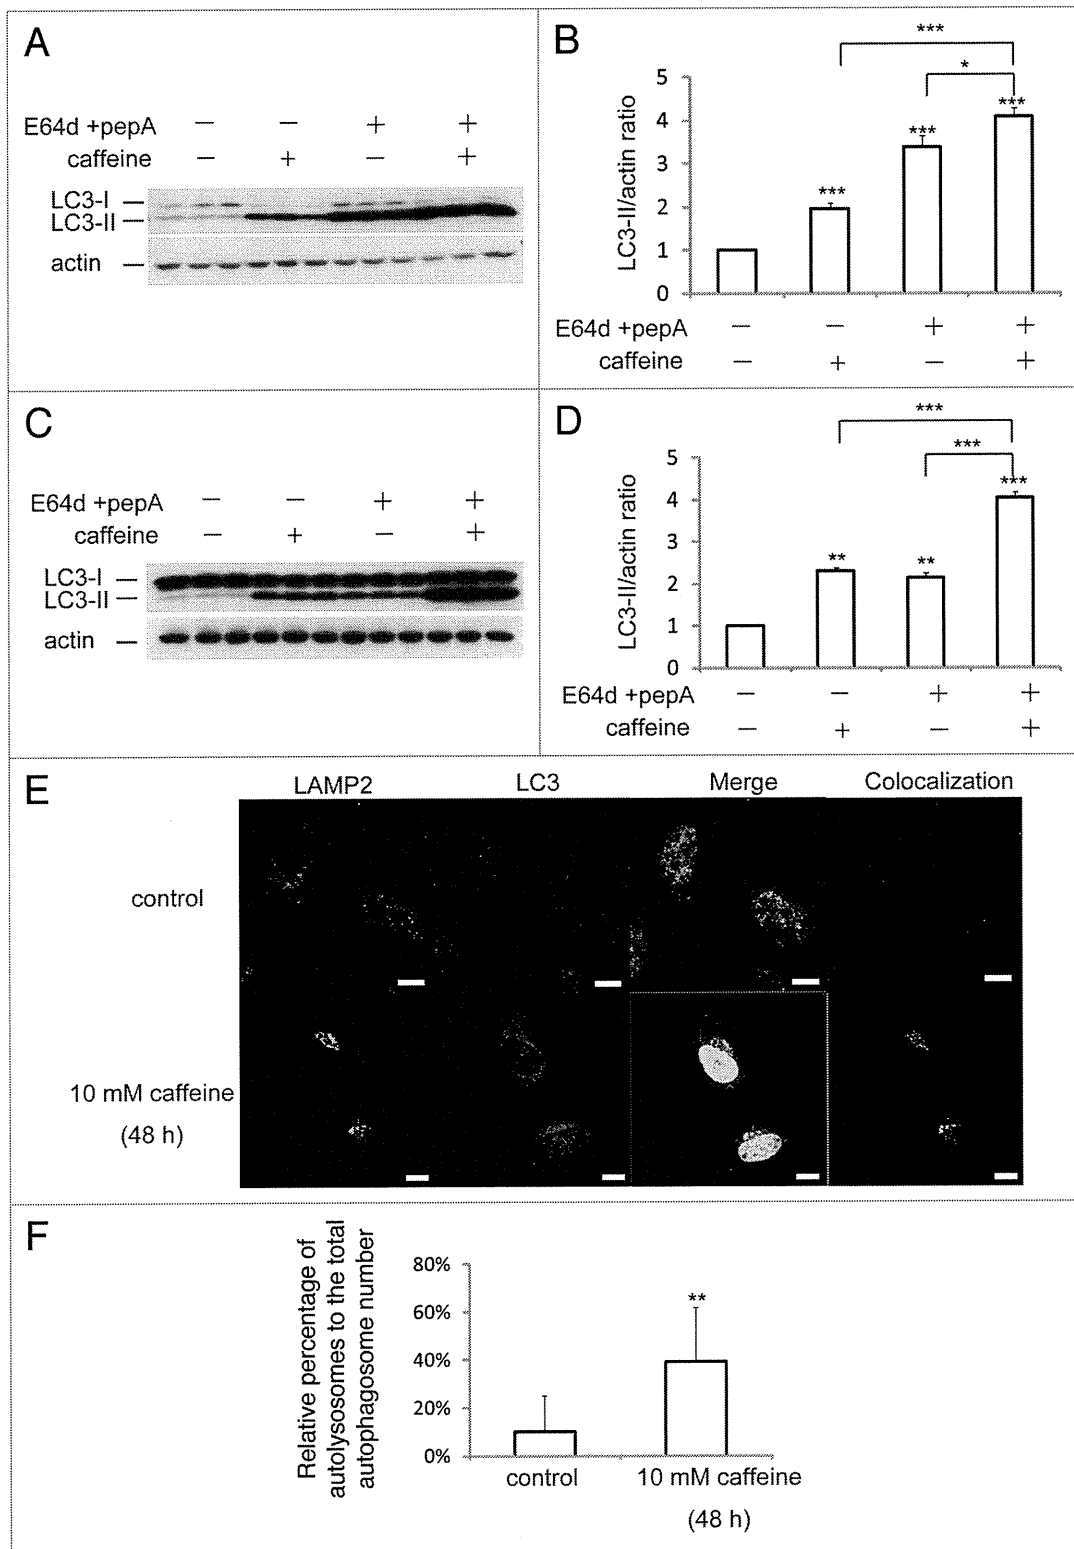 A
E64d +pepA — — + +
caffeine — + — +
LC3-I —
LC3-II —
actin —
B
***
*
LC3-II/actin ratio
5
4
3
2
1
0
***
***
***
E64d +pepA — — + +
caffeine — + — +
C
E64d +pepA — — + +
caffeine — + — +
LC3-I —
LC3-II —
actin —
D
***
***
LC3-II/actin ratio
5
4
3
2
1
0
**
**
***
E64d +pepA — — + +
caffeine — + — +
E
LAMP2 LC3 Merge Colocalization
control
10 mM caffeine
(48 h)
F
Relative percentage of
autolysosomes to the total
autophagosome number
80%
60%
40%
20%
0%
**
control 10 mM caffeine
(48 h)